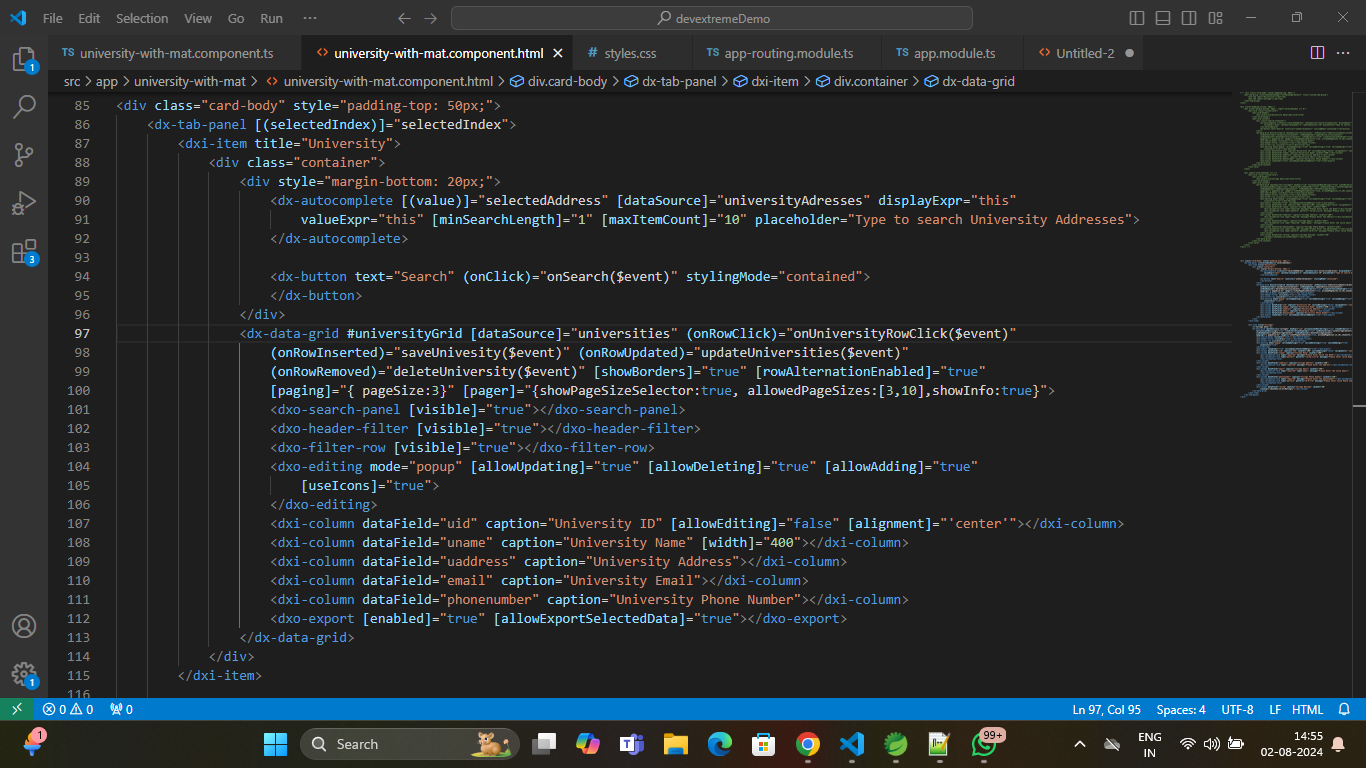 File Edit Selection View Go Run ··· devextremeDemo
TS university-with-mat.component.ts <> university-with-mat.component.html # styles.css TS app-routing.module.ts TS app.module.ts <> Untitled-2
src > app > university-with-mat > <> university-with-mat.component.html > div.card-body > dx-tab-panel > dxi-item > div.container > dx-data-grid
85 <div class="card-body" style="padding-top: 50px;">
86 <dx-tab-panel [(selectedIndex)]="selectedIndex">
87 <dxi-item title="University">
88 <div class="container">
89 <div style="margin-bottom: 20px;">
90 <dx-autocomplete [(value)]="selectedAddress" [dataSource]="universityAdresses" displayExpr="this"
91 valueExpr="this" [minSearchLength]="1" [maxItemCount]="10" placeholder="Type to search University Addresses">
92 </dx-autocomplete>
93
94 <dx-button text="Search" (onClick)="onSearch($event)" stylingMode="contained">
95 </dx-button>
96 </div>
97 <dx-data-grid #universityGrid [dataSource]="universities" (onRowClick)="onUniversityRowClick($event)"
98 (onRowInserted)="saveUnivesity($event)" (onRowUpdated)="updateUniversities($event)"
99 (onRowRemoved)="deleteUniversity($event)" [showBorders]="true" [rowAlternationEnabled]="true"
100 [paging]="{ pageSize:3}" [pager]="{showPageSizeSelector:true, allowedPageSizes:[3,10],showInfo:true}">
101 <dxo-search-panel [visible]="true"></dxo-search-panel>
102 <dxo-header-filter [visible]="true"></dxo-header-filter>
103 <dxo-filter-row [visible]="true"></dxo-filter-row>
104 <dxo-editing mode="popup" [allowUpdating]="true" [allowDeleting]="true" [allowAdding]="true"
105 [useIcons]="true">
106 </dxo-editing>
107 <dxi-column dataField="uid" caption="University ID" [allowEditing]="false" [alignment]="'center'"></dxi-column>
108 <dxi-column dataField="uname" caption="University Name" [width]="400"></dxi-column>
109 <dxi-column dataField="uaddress" caption="University Address"></dxi-column>
110 <dxi-column dataField="email" caption="University Email"></dxi-column>
111 <dxi-column dataField="phonenumber" caption="University Phone Number"></dxi-column>
112 <dxo-export [enabled]="true" [allowExportSelectedData]="true"></dxo-export>
113 </dx-data-grid>
114 </div>
115 </dxi-item>
116
1
3
1
0 0 0 Ln 97, Col 95 Spaces: 4 UTF-8 LF HTML
1 Search 99+ ENG 14:55
IN 02-08-2024